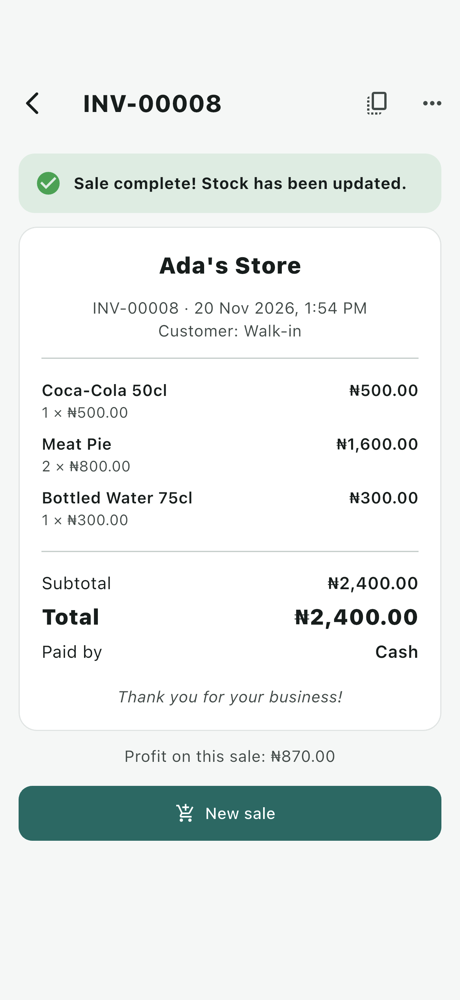 INV-00008
Sale complete! Stock has been updated.
Ada's Store
INV-00008 · 20 Nov 2026, 1:54 PM
Customer: Walk-in
Coca-Cola 50cl ₦500.00
1 × ₦500.00
Meat Pie ₦1,600.00
2 × ₦800.00
Bottled Water 75cl ₦300.00
1 × ₦300.00
Subtotal ₦2,400.00
Total ₦2,400.00
Paid by Cash
Thank you for your business!
Profit on this sale: ₦870.00
New sale